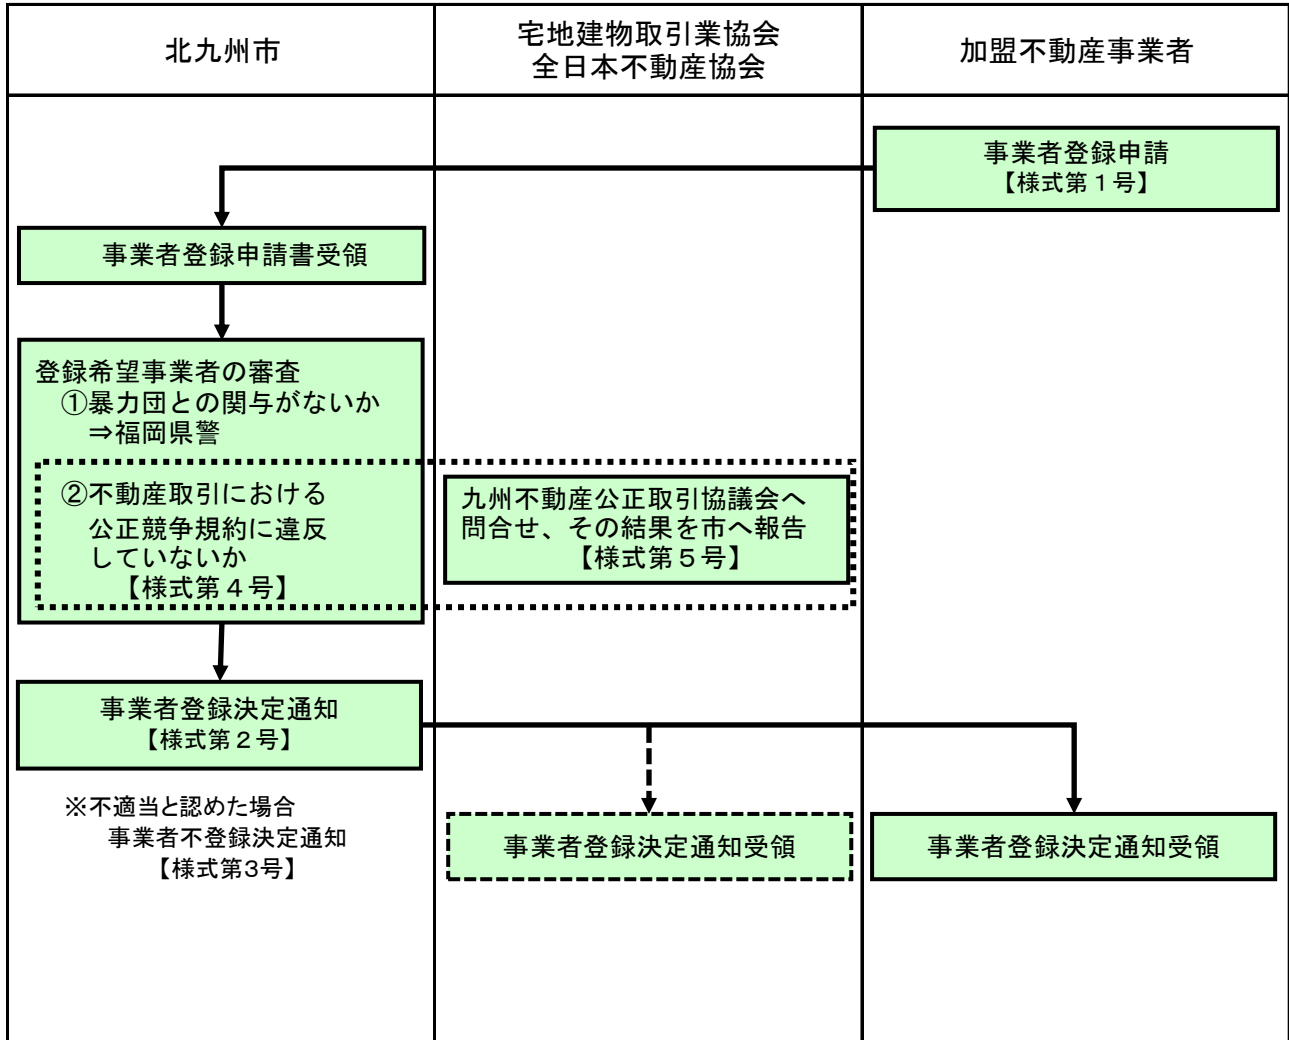 北九州市
宅地建物取引業協会
全日本不動産協会
加盟不動産事業者
事業者登録申請
【様式第１号】
事業者登録申請書受領
登録希望事業者の審査
①暴力団との関与がないか
⇒福岡県警
②不動産取引における
公正競争規約に違反
していないか
【様式第４号】
九州不動産公正取引協議会へ
問合せ、その結果を市へ報告
【様式第５号】
事業者登録決定通知
【様式第２号】
※不適当と認めた場合
事業者不登録決定通知
【様式第3号】
事業者登録決定通知受領
事業者登録決定通知受領